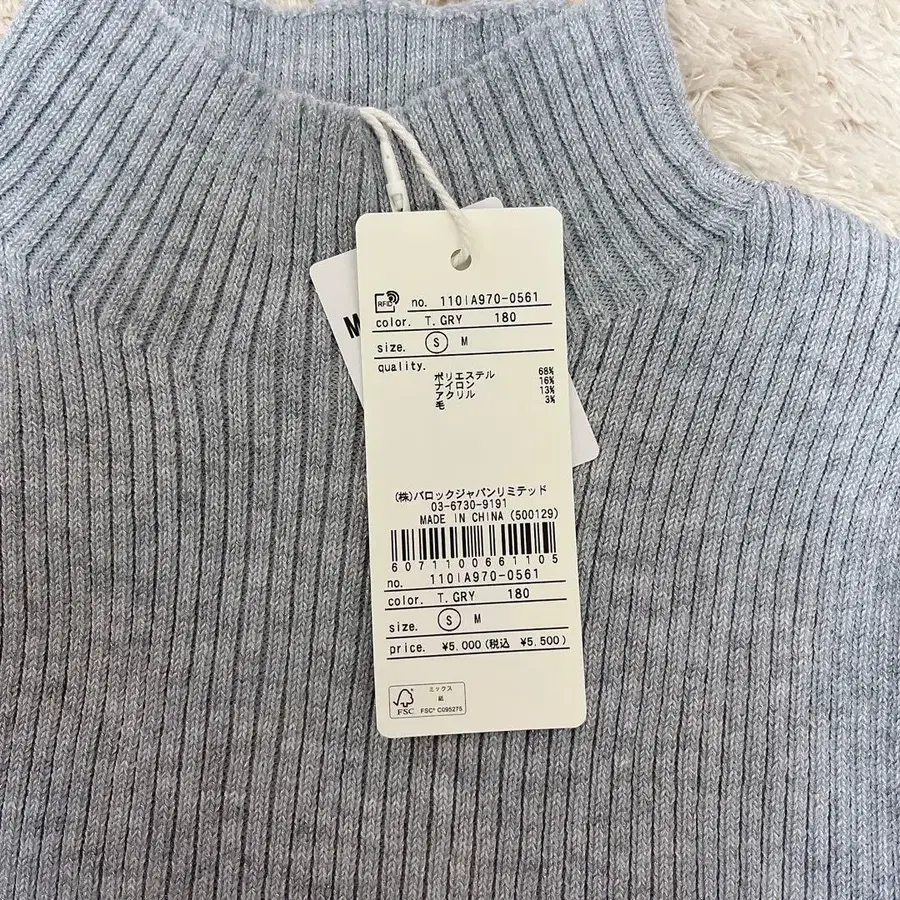 M
RFID
no. 110IA970-0561
color. T. GRY 180
size. S M
quality.
ポリエステル 68%
ナイロン 16%
アクリル 13%
毛 3%
(株)バロックジャパンリミテッド
03-6730-9191
MADE IN CHINA (500129)
6071100661105
no. 110IA970-0561
color. T. GRY 180
size. S M
price. ¥5,000(税込 ¥5,500)
ミックス
紙
FSC
FSC® C095275